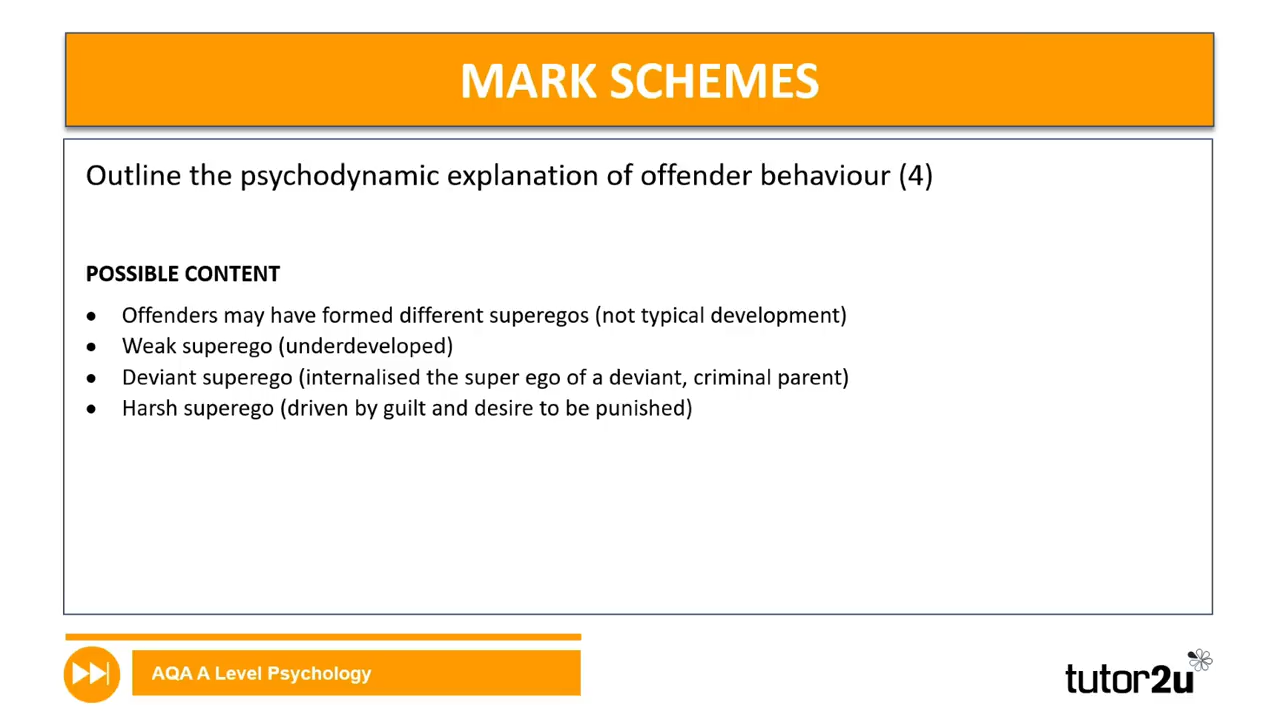 MARK SCHEMES
Outline the psychodynamic explanation of offender behaviour (4)
POSSIBLE CONTENT
• Offenders may have formed different superegos (not typical development)
• Weak superego (underdeveloped)
• Deviant superego (internalised the super ego of a deviant, criminal parent)
• Harsh superego (driven by guilt and desire to be punished)
AQA A Level Psychology
tutor2u